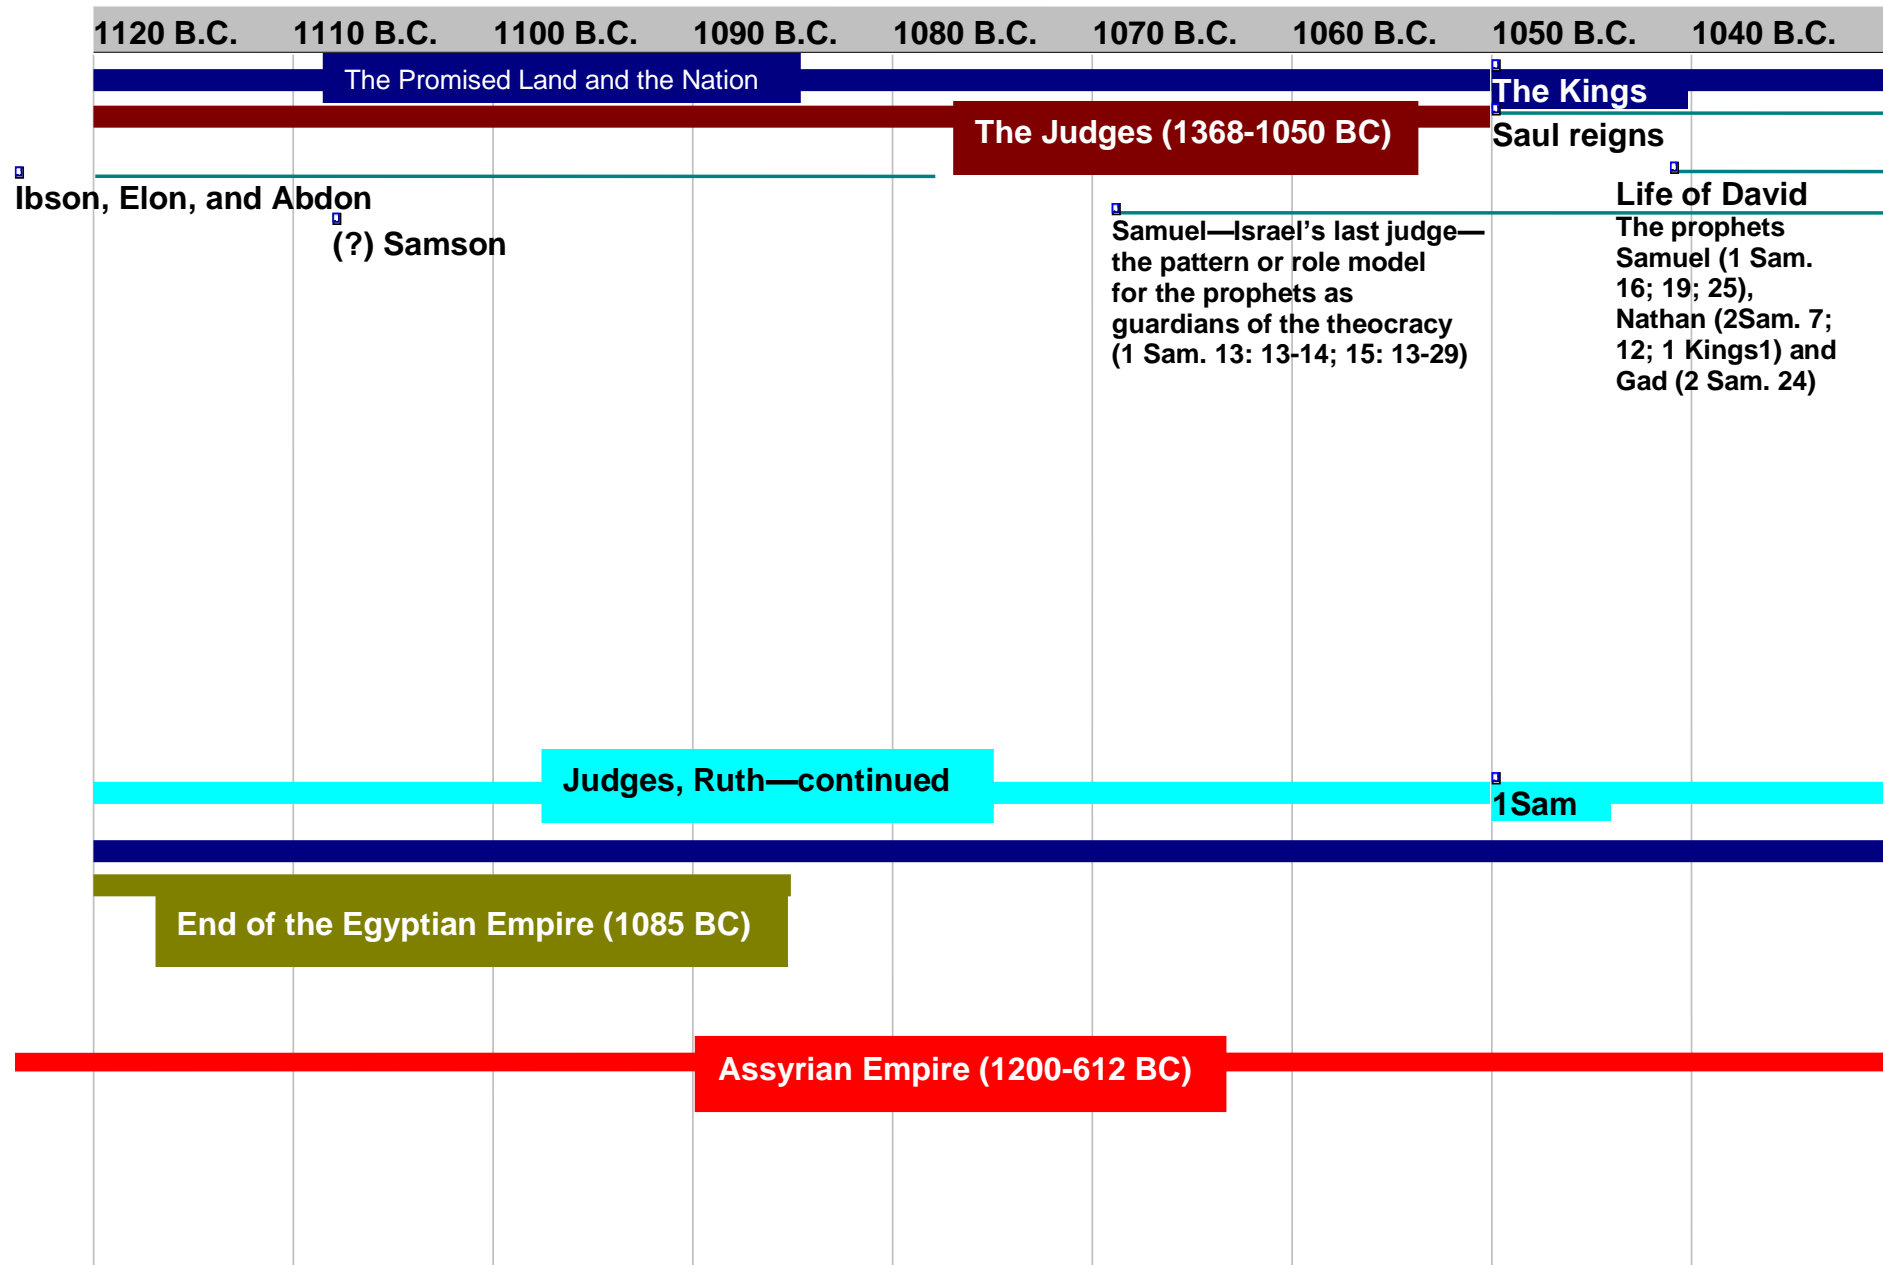 1120 B.C. 1110 B.C. 1100 B.C. 1090 B.C. 1080 B.C. 1070 B.C. 1060 B.C. 1050 B.C. 1040 B.C.
The Promised Land and the Nation
The Kings
The Judges (1368-1050 BC)
Saul reigns
Ibson, Elon, and Abdon
Life of David
(?) Samson
Samuel—Israel’s last judge—
the pattern or role model
for the prophets as
guardians of the theocracy
(1 Sam. 13: 13-14; 15: 13-29)
The prophets
Samuel (1 Sam.
16; 19; 25),
Nathan (2Sam. 7;
12; 1 Kings1) and
Gad (2 Sam. 24)
Judges, Ruth—continued
1Sam
End of the Egyptian Empire (1085 BC)
Assyrian Empire (1200-612 BC)